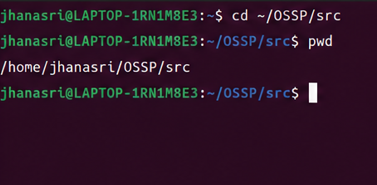 jhanasri@LAPTOP-1RN1M8E3:~$ cd ~/OSSP/src
jhanasri@LAPTOP-1RN1M8E3:~/OSSP/src$ pwd
/home/jhanasri/OSSP/src
jhanasri@LAPTOP-1RN1M8E3:~/OSSP/src$